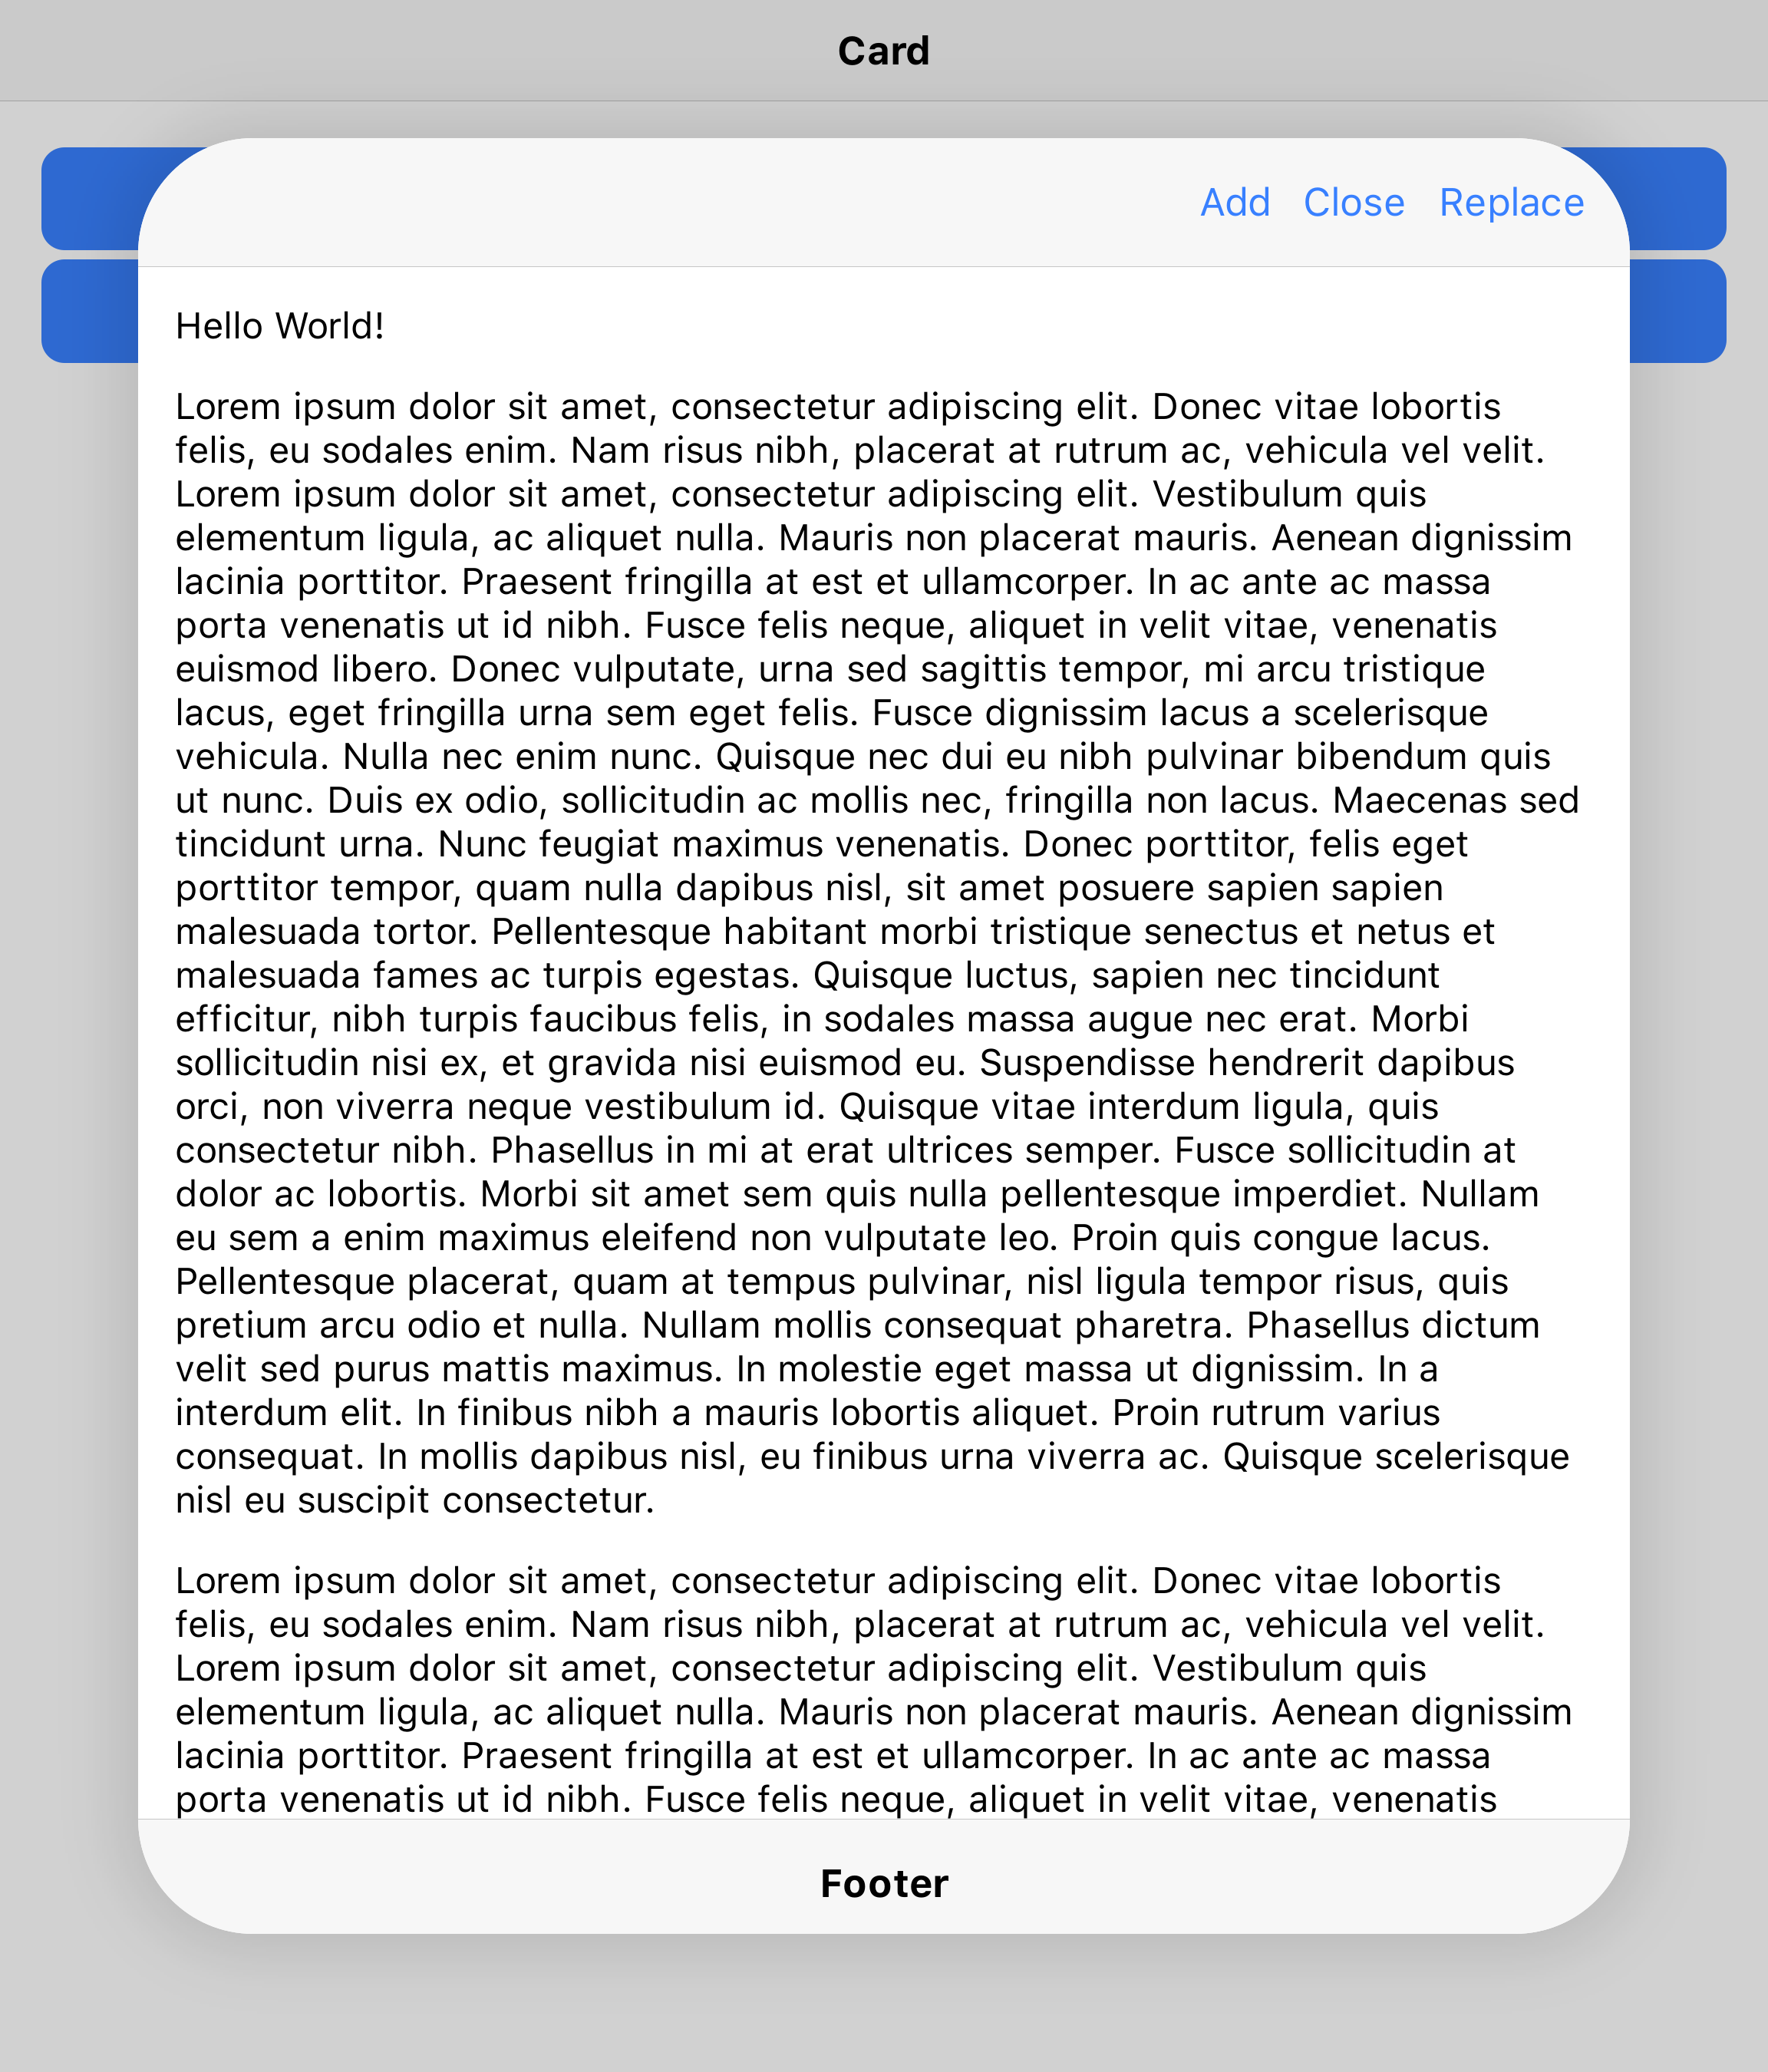 Card
Add Close Replace
Hello World!
Lorem ipsum dolor sit amet, consectetur adipiscing elit. Donec vitae lobortis
felis, eu sodales enim. Nam risus nibh, placerat at rutrum ac, vehicula vel velit.
Lorem ipsum dolor sit amet, consectetur adipiscing elit. Vestibulum quis
elementum ligula, ac aliquet nulla. Mauris non placerat mauris. Aenean dignissim
lacinia porttitor. Praesent fringilla at est et ullamcorper. In ac ante ac massa
porta venenatis ut id nibh. Fusce felis neque, aliquet in velit vitae, venenatis
euismod libero. Donec vulputate, urna sed sagittis tempor, mi arcu tristique
lacus, eget fringilla urna sem eget felis. Fusce dignissim lacus a scelerisque
vehicula. Nulla nec enim nunc. Quisque nec dui eu nibh pulvinar bibendum quis
ut nunc. Duis ex odio, sollicitudin ac mollis nec, fringilla non lacus. Maecenas sed
tincidunt urna. Nunc feugiat maximus venenatis. Donec porttitor, felis eget
porttitor tempor, quam nulla dapibus nisl, sit amet posuere sapien sapien
malesuada tortor. Pellentesque habitant morbi tristique senectus et netus et
malesuada fames ac turpis egestas. Quisque luctus, sapien nec tincidunt
efficitur, nibh turpis faucibus felis, in sodales massa augue nec erat. Morbi
sollicitudin nisi ex, et gravida nisi euismod eu. Suspendisse hendrerit dapibus
orci, non viverra neque vestibulum id. Quisque vitae interdum ligula, quis
consectetur nibh. Phasellus in mi at erat ultrices semper. Fusce sollicitudin at
dolor ac lobortis. Morbi sit amet sem quis nulla pellentesque imperdiet. Nullam
eu sem a enim maximus eleifend non vulputate leo. Proin quis congue lacus.
Pellentesque placerat, quam at tempus pulvinar, nisl ligula tempor risus, quis
pretium arcu odio et nulla. Nullam mollis consequat pharetra. Phasellus dictum
velit sed purus mattis maximus. In molestie eget massa ut dignissim. In a
interdum elit. In finibus nibh a mauris lobortis aliquet. Proin rutrum varius
consequat. In mollis dapibus nisl, eu finibus urna viverra ac. Quisque scelerisque
nisl eu suscipit consectetur.
Lorem ipsum dolor sit amet, consectetur adipiscing elit. Donec vitae lobortis
felis, eu sodales enim. Nam risus nibh, placerat at rutrum ac, vehicula vel velit.
Lorem ipsum dolor sit amet, consectetur adipiscing elit. Vestibulum quis
elementum ligula, ac aliquet nulla. Mauris non placerat mauris. Aenean dignissim
lacinia porttitor. Praesent fringilla at est et ullamcorper. In ac ante ac massa
porta venenatis ut id nibh. Fusce felis neque, aliquet in velit vitae, venenatis
Footer